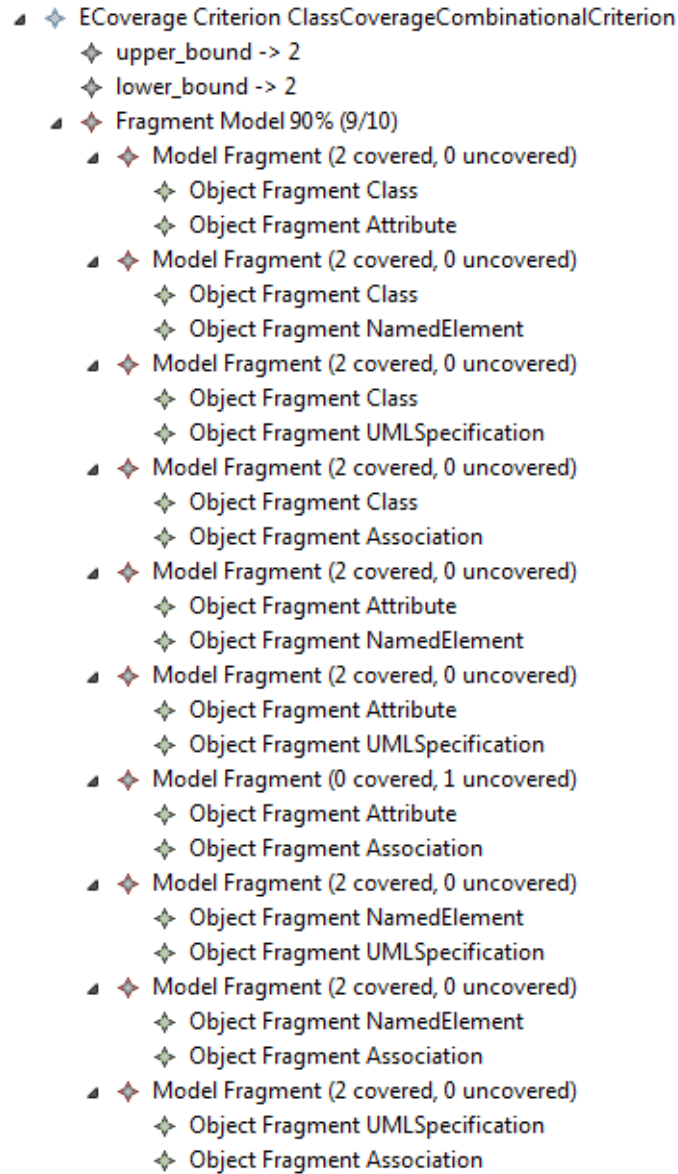 ECoverage Criterion ClassCoverageCombinationalCriterion
upper_bound -> 2
lower_bound -> 2
Fragment Model 90% (9/10)
Model Fragment (2 covered, 0 uncovered)
Object Fragment Class
Object Fragment Attribute
Model Fragment (2 covered, 0 uncovered)
Object Fragment Class
Object Fragment NamedElement
Model Fragment (2 covered, 0 uncovered)
Object Fragment Class
Object Fragment UMLSpecification
Model Fragment (2 covered, 0 uncovered)
Object Fragment Class
Object Fragment Association
Model Fragment (2 covered, 0 uncovered)
Object Fragment Attribute
Object Fragment NamedElement
Model Fragment (2 covered, 0 uncovered)
Object Fragment Attribute
Object Fragment UMLSpecification
Model Fragment (0 covered, 1 uncovered)
Object Fragment Attribute
Object Fragment Association
Model Fragment (2 covered, 0 uncovered)
Object Fragment NamedElement
Object Fragment UMLSpecification
Model Fragment (2 covered, 0 uncovered)
Object Fragment NamedElement
Object Fragment Association
Model Fragment (2 covered, 0 uncovered)
Object Fragment UMLSpecification
Object Fragment Association